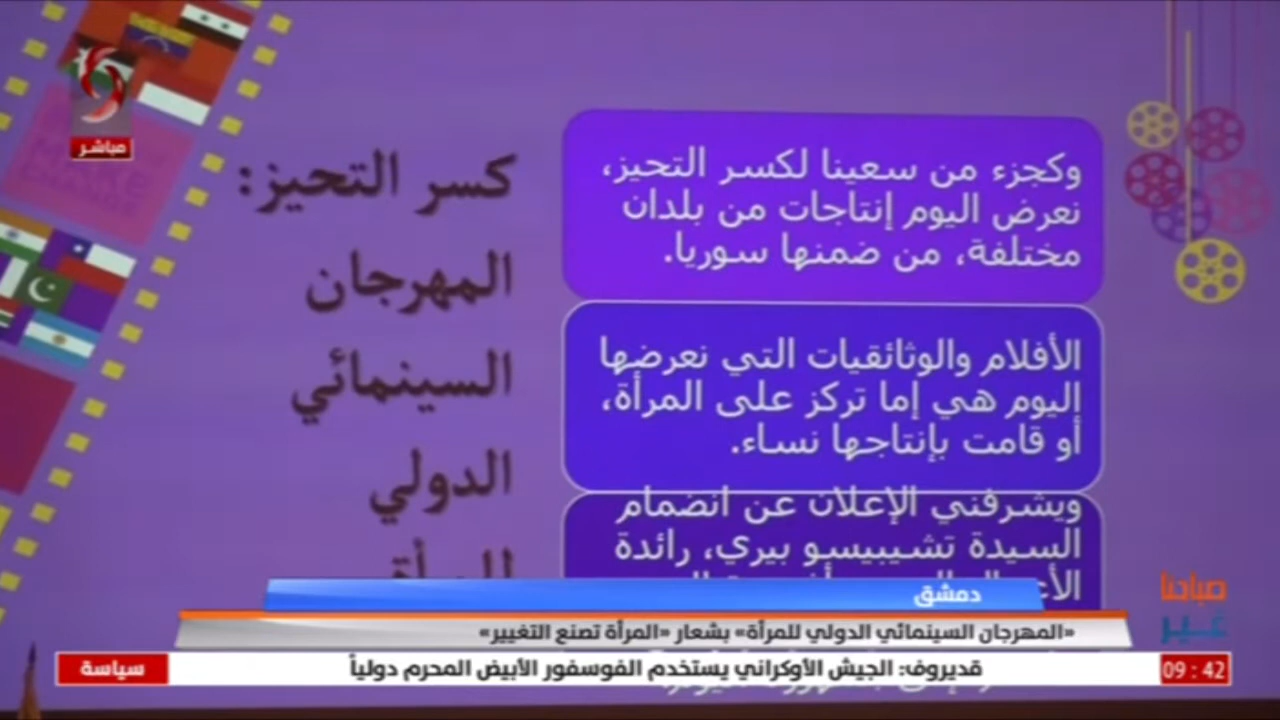 مباشر
كسر التحيز:
المهرجان
السينمائي
الدولي
للمرأة
وكجزء من سعينا لكسر التحيز،
نعرض اليوم إنتاجات من بلدان
مختلفة، من ضمنها سوريا.
الأفلام والوثائقيات التي نعرضها
اليوم هي إما تركز على المرأة،
أو قامت بإنتاجها نساء.
ويشرفني الإعلان عن انضمام
السيدة تشيبيسو بيري، رائدة
صباحنا
غير
دمشق
«المهرجان السينمائي الدولي للمرأة» بشعار «المرأة تصنع التغيير»
09 : 42
قديروف: الجيش الأوكراني يستخدم الفوسفور الأبيض المحرم دولياً
سياسة